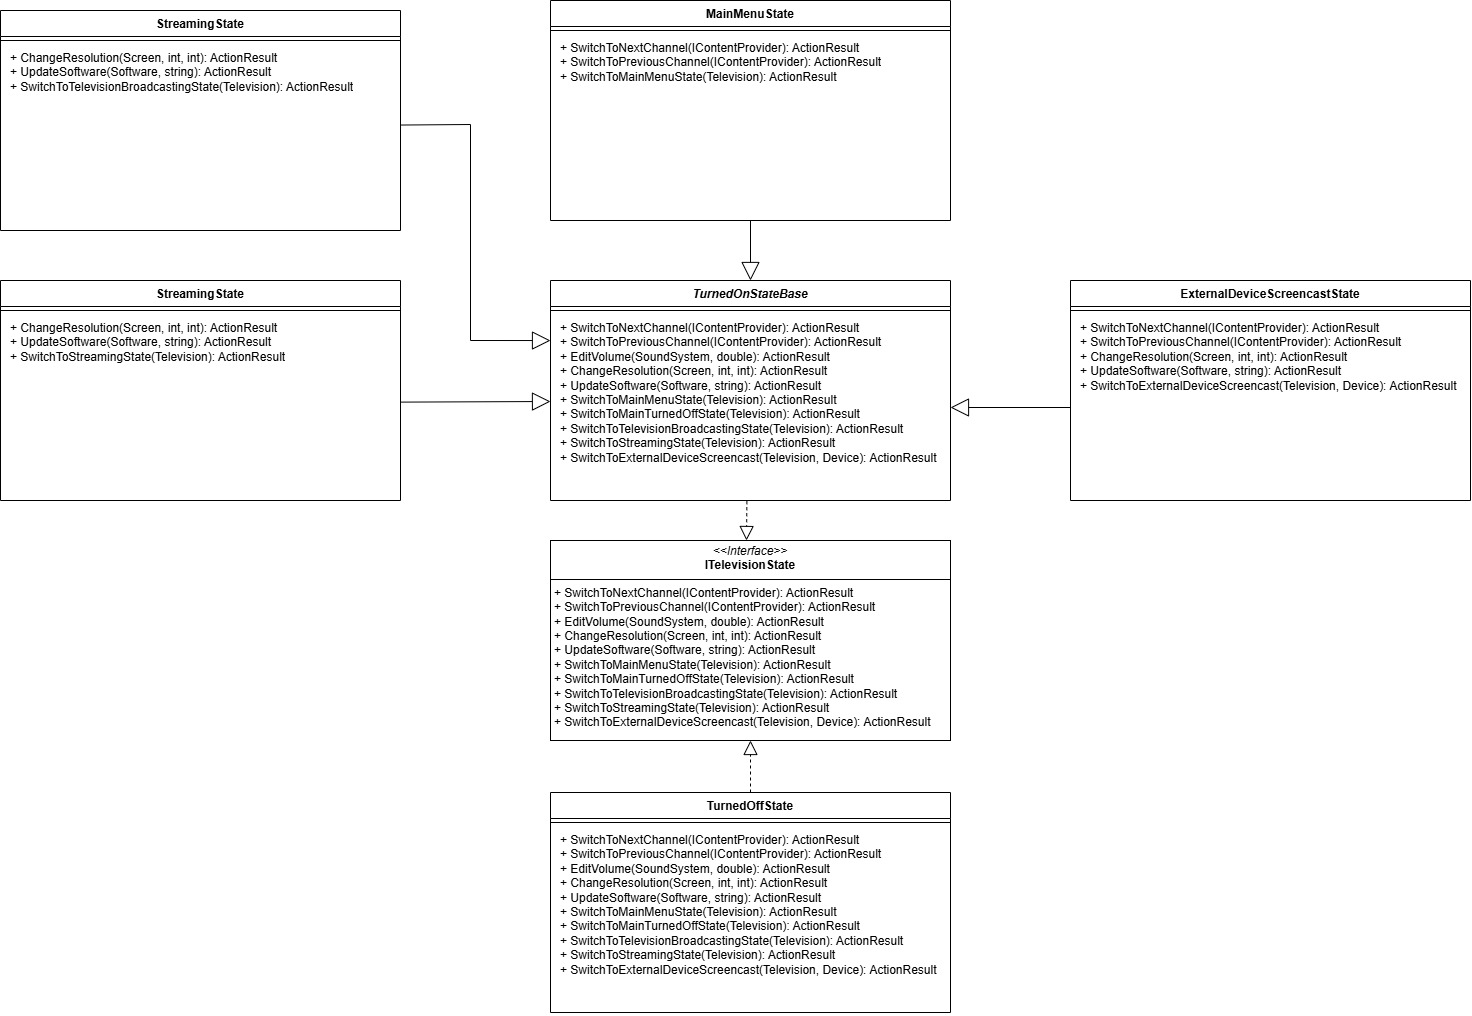 StreamingState
+ ChangeResolution(Screen, int, int): ActionResult
+ UpdateSoftware(Software, string): ActionResult
+ SwitchToTelevisionBroadcastingState(Television): ActionResult
MainMenuState
+ SwitchToNextChannel(IContentProvider): ActionResult
+ SwitchToPreviousChannel(IContentProvider): ActionResult
+ SwitchToMainMenuState(Television): ActionResult
StreamingState
+ ChangeResolution(Screen, int, int): ActionResult
+ UpdateSoftware(Software, string): ActionResult
+ SwitchToStreamingState(Television): ActionResult
TurnedOnStateBase
+ SwitchToNextChannel(IContentProvider): ActionResult
+ SwitchToPreviousChannel(IContentProvider): ActionResult
+ EditVolume(SoundSystem, double): ActionResult
+ ChangeResolution(Screen, int, int): ActionResult
+ UpdateSoftware(Software, string): ActionResult
+ SwitchToMainMenuState(Television): ActionResult
+ SwitchToMainTurnedOffState(Television): ActionResult
+ SwitchToTelevisionBroadcastingState(Television): ActionResult
+ SwitchToStreamingState(Television): ActionResult
+ SwitchToExternalDeviceScreencast(Television, Device): ActionResult
ExternalDeviceScreencastState
+ SwitchToNextChannel(IContentProvider): ActionResult
+ SwitchToPreviousChannel(IContentProvider): ActionResult
+ ChangeResolution(Screen, int, int): ActionResult
+ UpdateSoftware(Software, string): ActionResult
+ SwitchToExternalDeviceScreencast(Television, Device): ActionResult
<<Interface>>
ITelevisionState
+ SwitchToNextChannel(IContentProvider): ActionResult
+ SwitchToPreviousChannel(IContentProvider): ActionResult
+ EditVolume(SoundSystem, double): ActionResult
+ ChangeResolution(Screen, int, int): ActionResult
+ UpdateSoftware(Software, string): ActionResult
+ SwitchToMainMenuState(Television): ActionResult
+ SwitchToMainTurnedOffState(Television): ActionResult
+ SwitchToTelevisionBroadcastingState(Television): ActionResult
+ SwitchToStreamingState(Television): ActionResult
+ SwitchToExternalDeviceScreencast(Television, Device): ActionResult
TurnedOffState
+ SwitchToNextChannel(IContentProvider): ActionResult
+ SwitchToPreviousChannel(IContentProvider): ActionResult
+ EditVolume(SoundSystem, double): ActionResult
+ ChangeResolution(Screen, int, int): ActionResult
+ UpdateSoftware(Software, string): ActionResult
+ SwitchToMainMenuState(Television): ActionResult
+ SwitchToMainTurnedOffState(Television): ActionResult
+ SwitchToTelevisionBroadcastingState(Television): ActionResult
+ SwitchToStreamingState(Television): ActionResult
+ SwitchToExternalDeviceScreencast(Television, Device): ActionResult